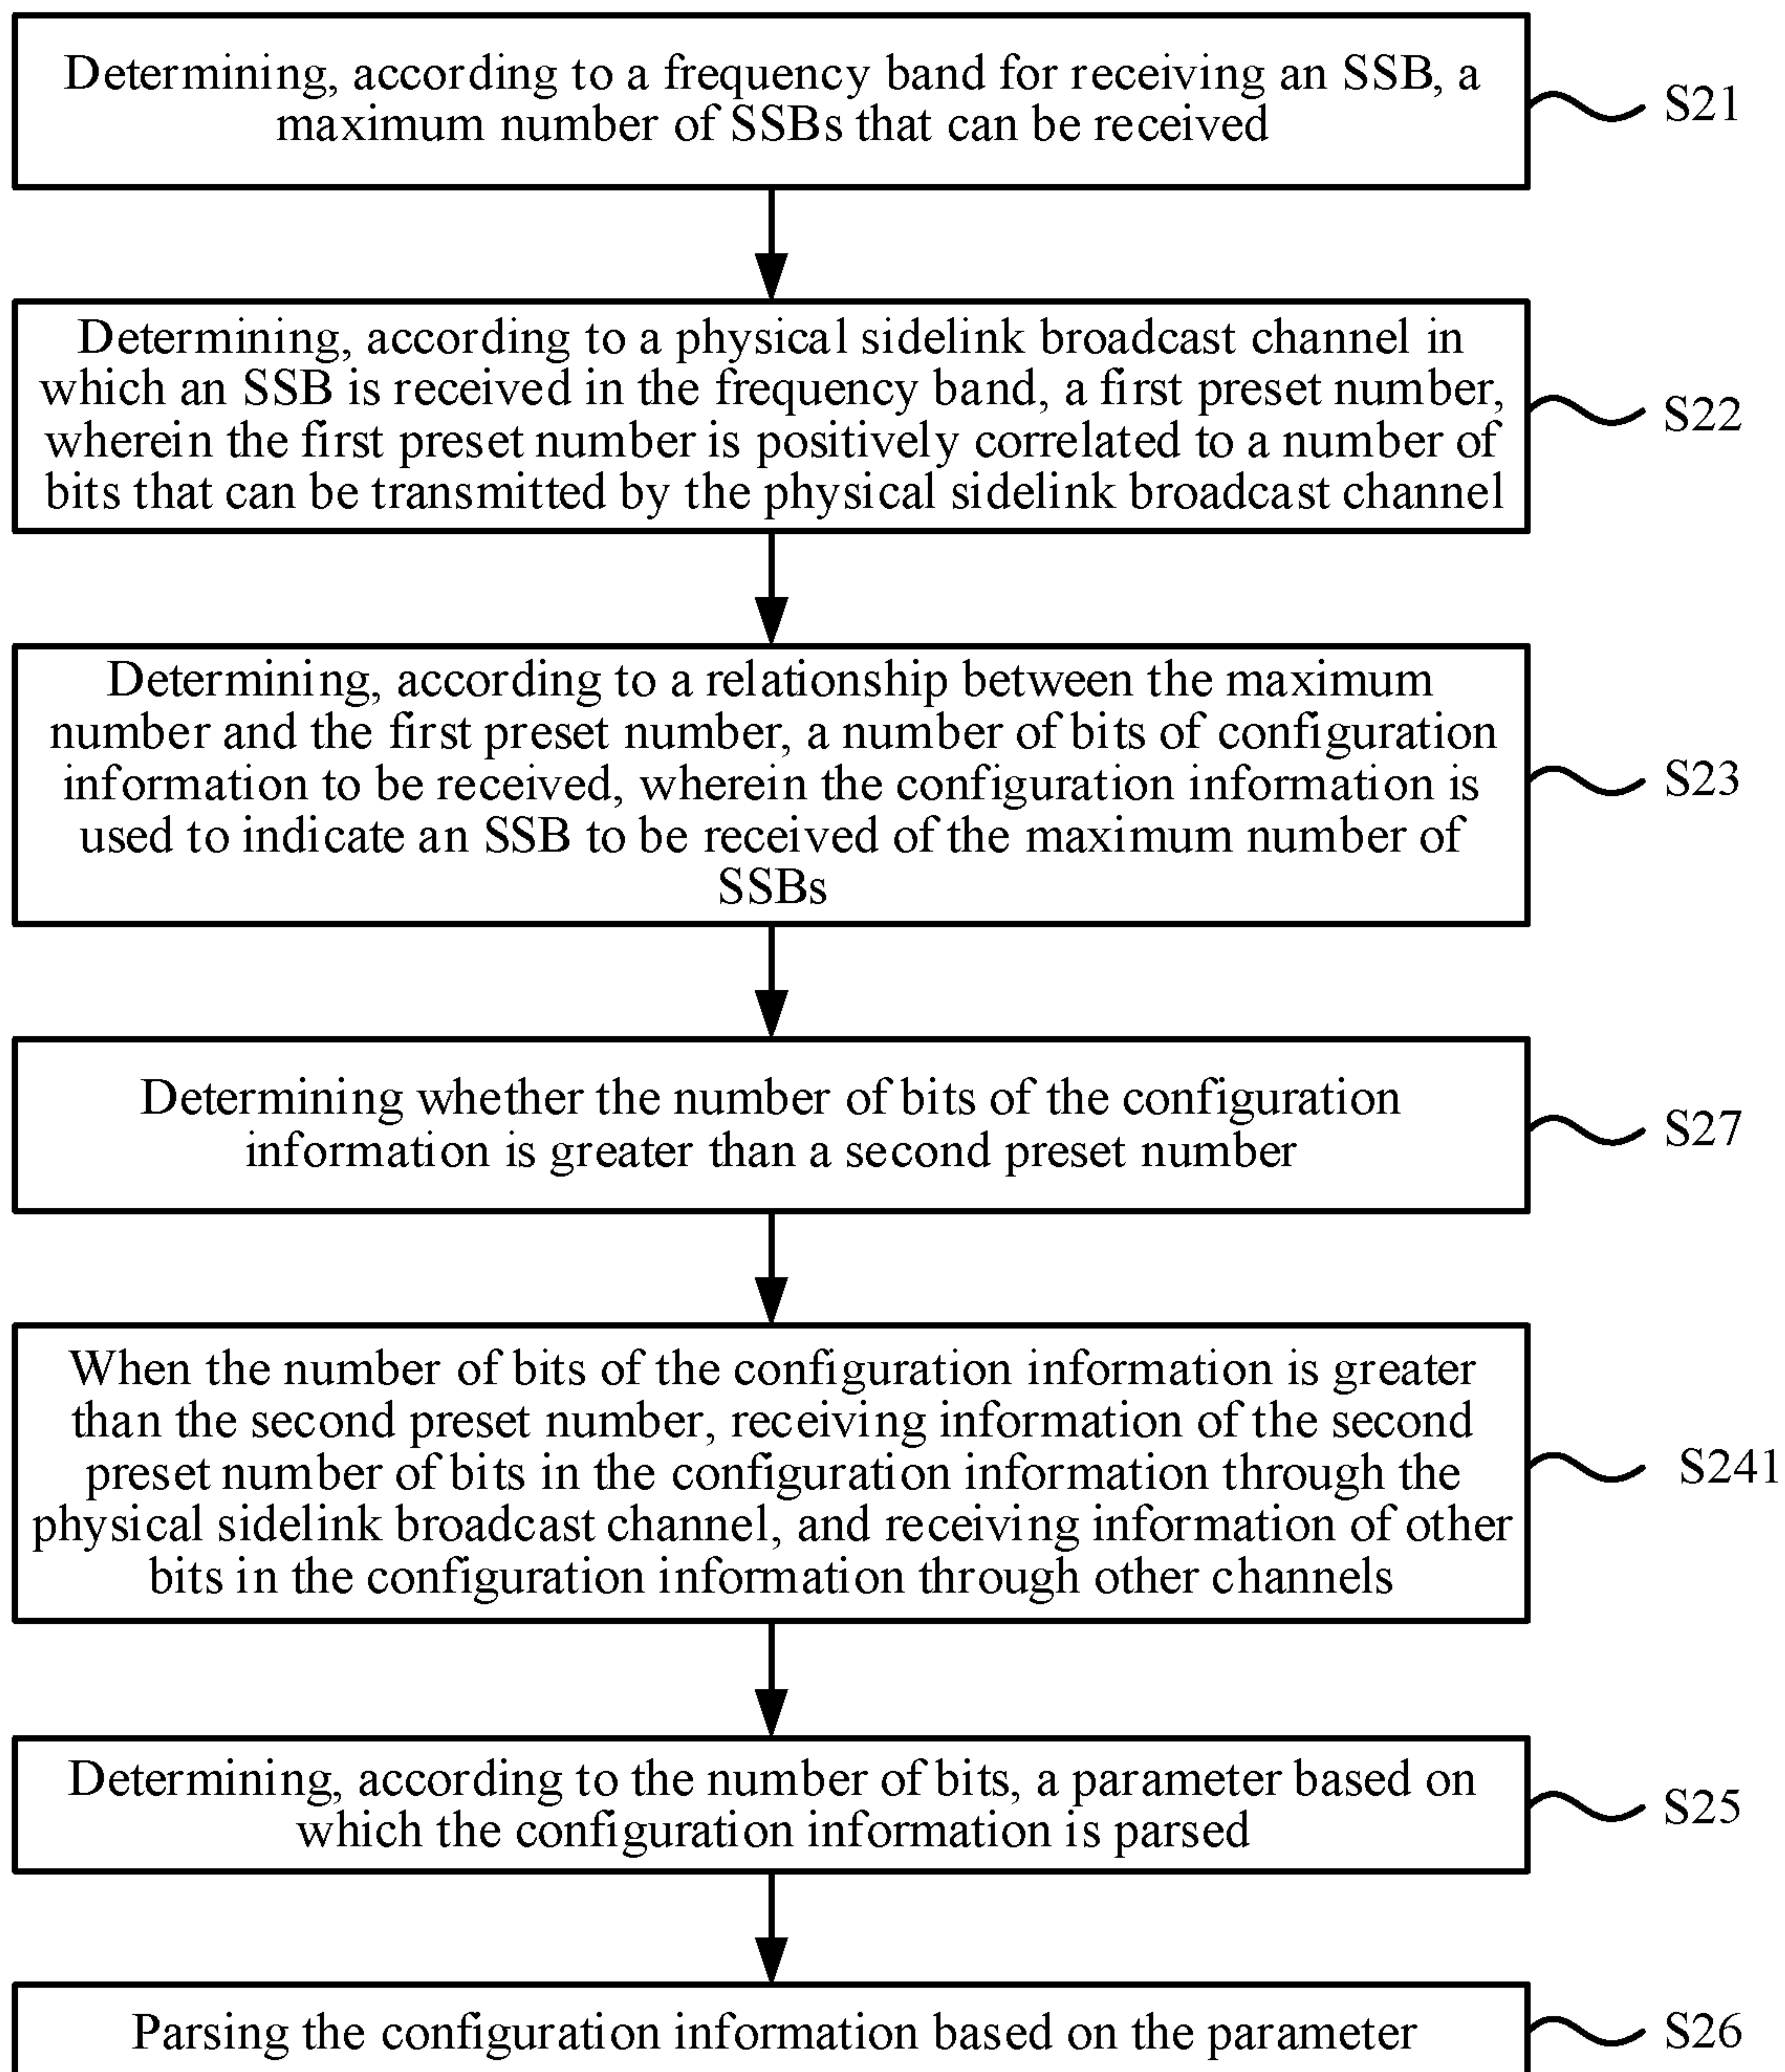 Determining, according to a frequency band for receiving an SSB, a
maximum number of SSBs that can be received
S21
Determining, according to a physical sidelink broadcast channel in
which an SSB is received in the frequency band, a first preset number,
wherein the first preset number is positively correlated to a number of
bits that can be transmitted by the physical sidelink broadcast channel
S22
Determining, according to a relationship between the maximum
number and the first preset number, a number of bits of configuration
information to be received, wherein the configuration information is
used to indicate an SSB to be received of the maximum number of
SSBs
S23
Determining whether the number of bits of the configuration
information is greater than a second preset number
S27
When the number of bits of the configuration information is greater
than the second preset number, receiving information of the second
preset number of bits in the configuration information through the
physical sidelink broadcast channel, and receiving information of other
bits in the configuration information through other channels
S241
Determining, according to the number of bits, a parameter based on
which the configuration information is parsed
S25
Parsing the configuration information based on the parameter
S26